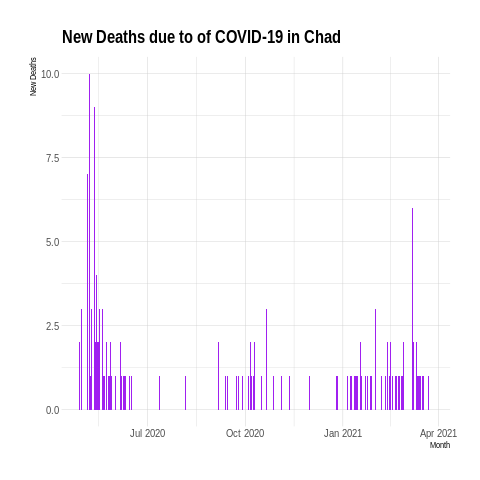 New Deaths due to of COVID-19 in Chad
New Deaths
10.0
7.5
5.0
2.5
0.0
Jul 2020 Oct 2020 Jan 2021 Apr 2021
Month